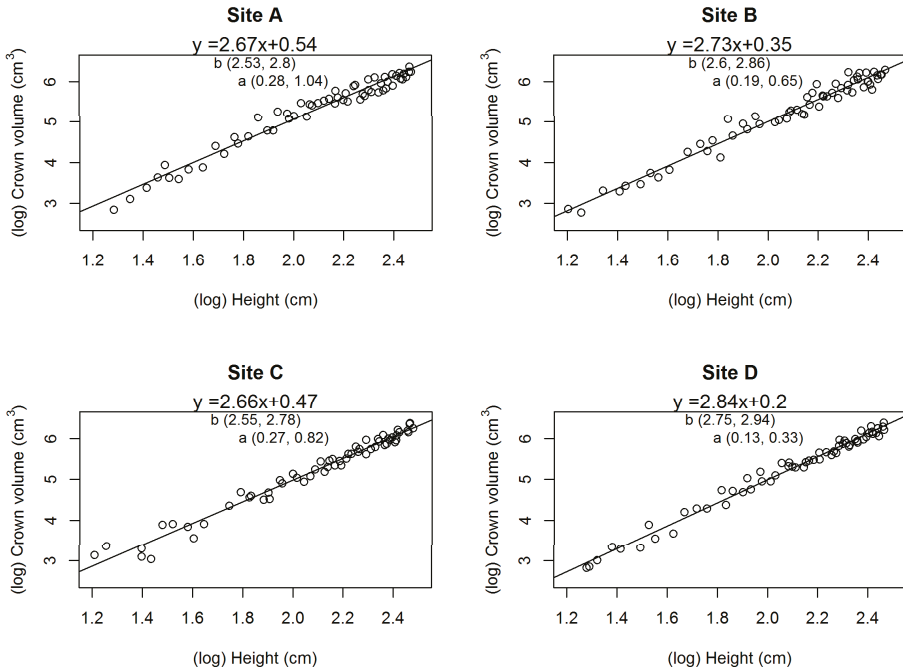 Site A
y =2.67x+0.54
b (2.53, 2.8)
a (0.28, 1.04)
(log) Crown volume (cm³)
6
5
4
3
1.2 1.4 1.6 1.8 2.0 2.2 2.4
(log) Height (cm)
Site B
y =2.73x+0.35
b (2.6, 2.86)
a (0.19, 0.65)
(log) Crown volume (cm³)
6
5
4
3
1.2 1.4 1.6 1.8 2.0 2.2 2.4
(log) Height (cm)
Site C
y =2.66x+0.47
b (2.55, 2.78)
a (0.27, 0.82)
(log) Crown volume (cm³)
6
5
4
3
1.2 1.4 1.6 1.8 2.0 2.2 2.4
(log) Height (cm)
Site D
y =2.84x+0.2
b (2.75, 2.94)
a (0.13, 0.33)
(log) Crown volume (cm³)
6
5
4
3
1.2 1.4 1.6 1.8 2.0 2.2 2.4
(log) Height (cm)